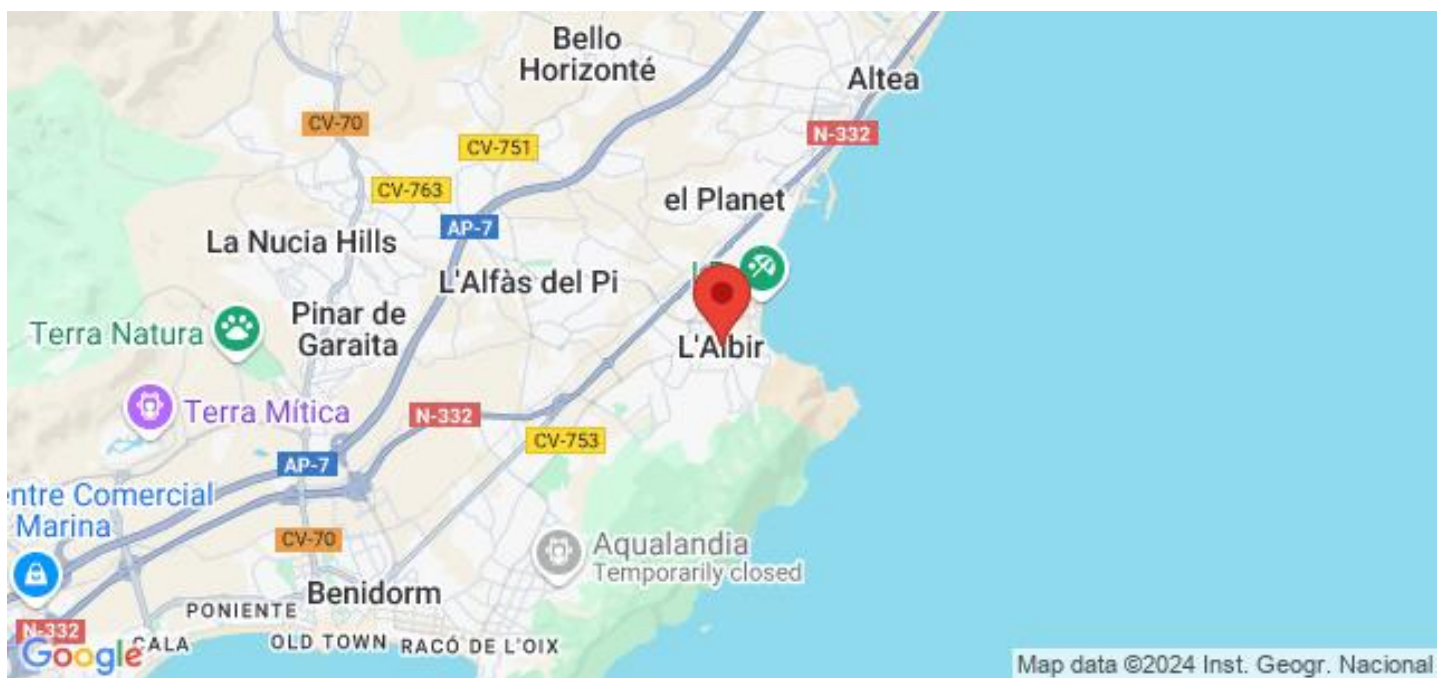 Bello
Horizonté
Altea
CV-70
N-332
CV-751
CV-763
el Planet
AP-7
La Nucia Hills
L'Alfàs del Pi
Terra Natura
Pinar de
Garaita
L'Albir
Terra Mítica
N-332
CV-753
AP-7
entre Comercial
Marina
CV-70
Aqualandia
Temporarily closed
Benidorm
PONIENTE
N-332
CALA
OLD TOWN
RACÓ DE L'OIX
Google
Map data ©2024 Inst. Geogr. Nacional